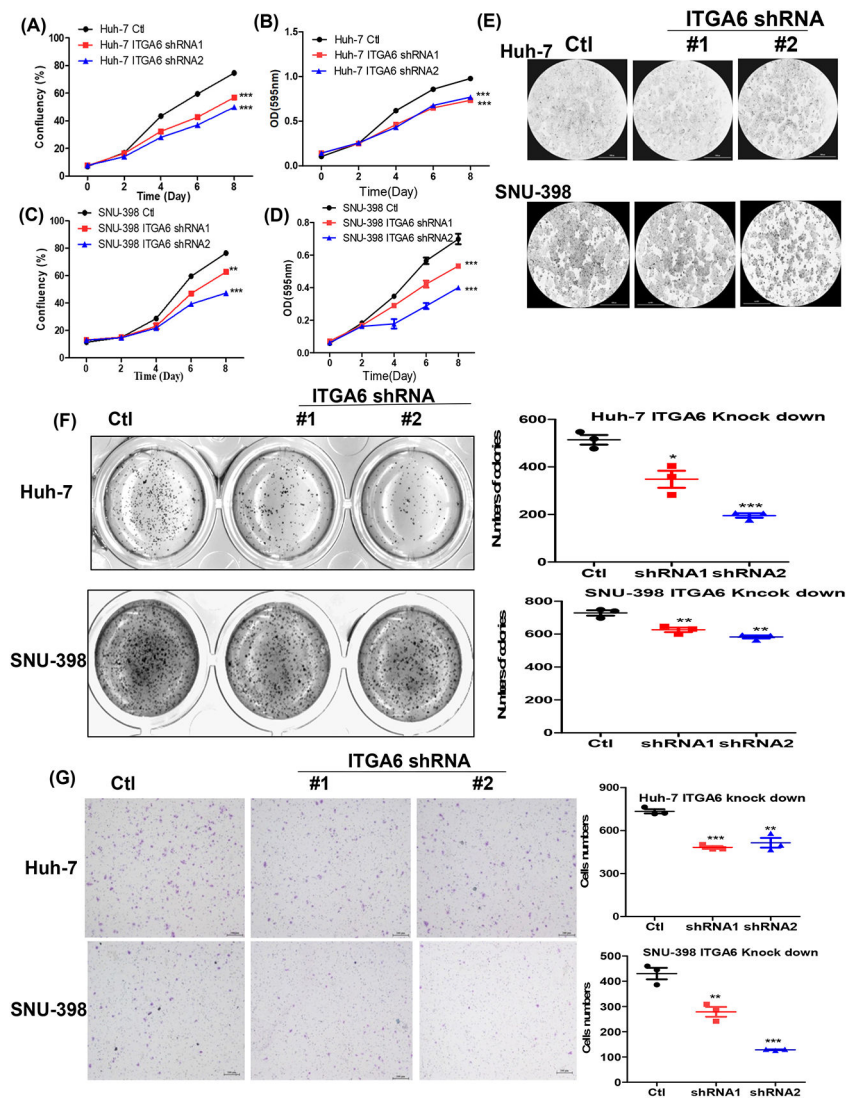 (A)
Huh-7 Ctl
Huh-7 ITGA6 shRNA1
Huh-7 ITGA6 shRNA2
Confluency (%)
100
80
60
40
20
0
***
***
0 2 4 6 8
Time (Day)
(B)
Huh-7 Ctl
Huh-7 ITGA6 shRNA1
Huh-7 ITGA6 shRNA2
OD(595nm)
1.5
1.0
0.5
0.0
***
***
0 2 4 6 8
Time(Day)
(C)
SNU-398 Ctl
SNU-398 ITGA6 shRNA1
SNU-398 ITGA6 shRNA2
Confluency (%)
100
80
60
40
20
0
**
***
0 2 4 6 8
Time (Day)
(D)
SNU-398 Ctl
SNU-398 ITGA6 shRNA1
SNU-398 ITGA6 shRNA2
OD(595nm)
0.8
0.6
0.4
0.2
0.0
***
***
0 2 4 6 8
Time(Day)
(E)
ITGA6 shRNA
Huh-7 Ctl #1 #2
SNU-398
(F)
ITGA6 shRNA
Ctl #1 #2
Huh-7
SNU-398
Huh-7 ITGA6 Knock down
Numbers of colonies
600
400
200
0
*
***
Ctl shRNA1 shRNA2
SNU-398 ITGA6 Kncok down
Numbers of colonies
800
600
400
200
0
**
**
Ctl shRNA1 shRNA2
(G)
ITGA6 shRNA
Ctl #1 #2
Huh-7
SNU-398
Huh-7 ITGA6 knock down
Cells numbers
900
600
300
0
***
**
Ctl shRNA1 shRNA2
SNU-398 ITGA6 Knock down
Cells numbers
500
400
300
200
100
0
**
***
Ctl shRNA1 shRNA2